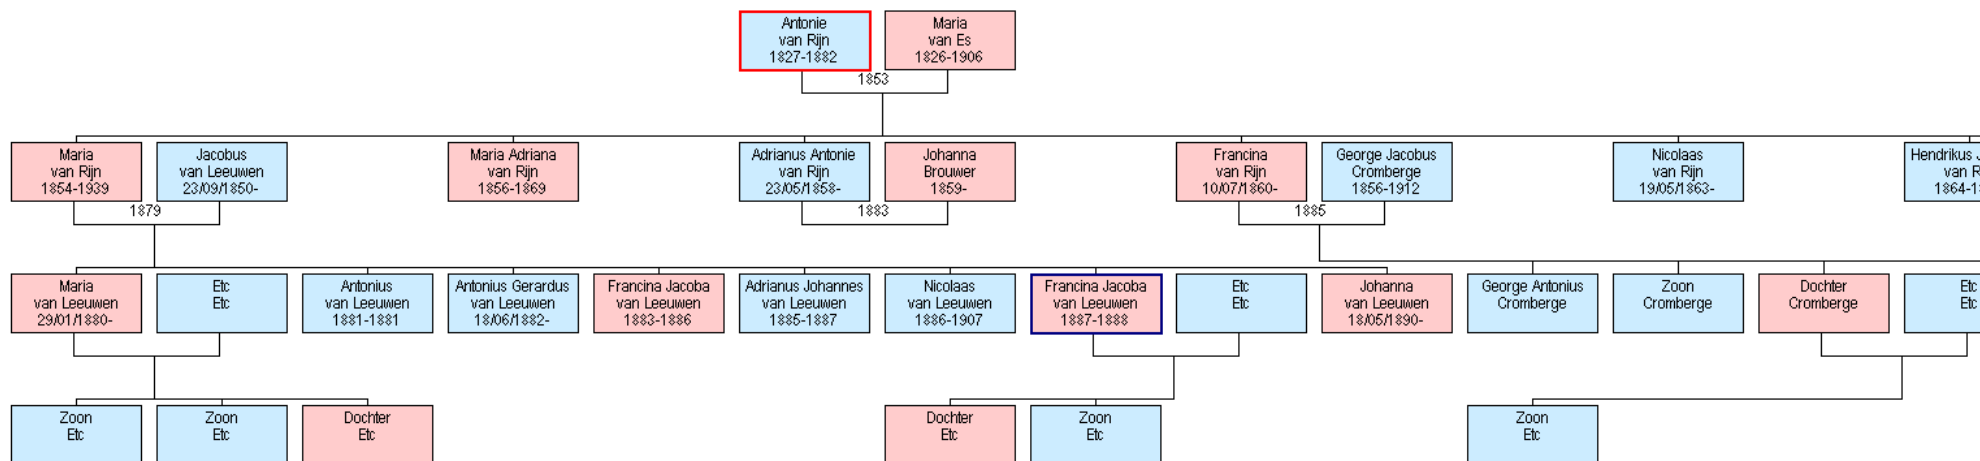 Antonie
van Rijn
1827-1882
Maria
van Es
1826-1906
1853
Maria
van Rijn
1854-1939
Jacobus
van Leeuwen
23/09/1850-
Maria Adriana
van Rijn
1856-1869
Adrianus Antonie
van Rijn
23/05/1858-
Johanna
Brouwer
1859-
Francina
van Rijn
10/07/1860-
George Jacobus
Cromberge
1856-1912
Nicolaas
van Rijn
19/05/1863-
Hendrikus
van
1864-
1879
1883
1885
Maria
van Leeuwen
29/01/1880-
Etc
Etc
Antonius
van Leeuwen
1881-1881
Antonius Gerardus
van Leeuwen
18/06/1882-
Francina Jacoba
van Leeuwen
1883-1886
Adrianus Johannes
van Leeuwen
1885-1887
Nicolaas
van Leeuwen
1886-1907
Francina Jacoba
van Leeuwen
1887-1888
Etc
Etc
Johanna
van Leeuwen
18/05/1890-
George Antonius
Cromberge
Zoon
Cromberge
Dochter
Cromberge
Etc
Etc
Zoon
Etc
Zoon
Etc
Dochter
Etc
Dochter
Etc
Zoon
Etc
Zoon
Etc